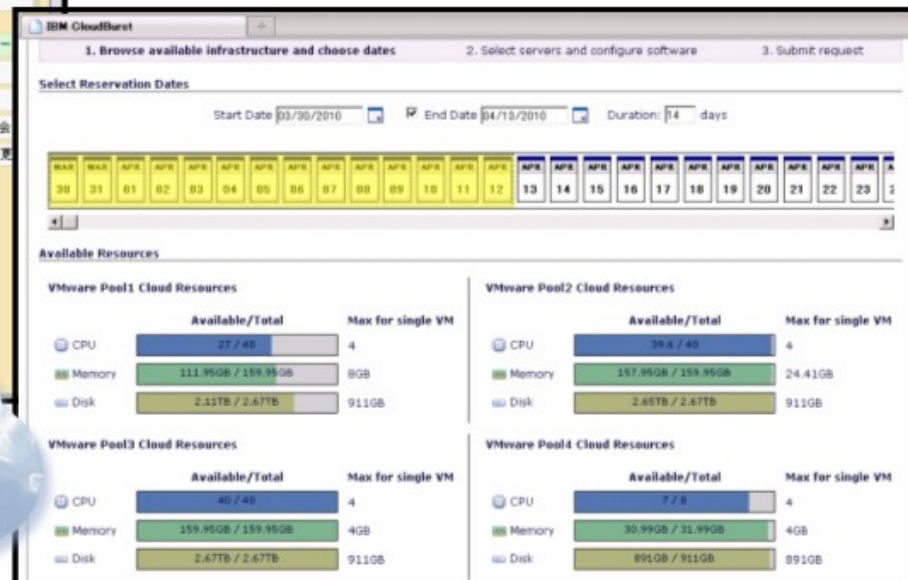 IBM CloudBurst
1. Browse available infrastructure and choose dates 2. Select servers and configure software 3. Submit request
Select Reservation Dates
Start Date 03/30/2010 End Date 04/13/2010 Duration: 14 days
MAR MAR APR APR APR APR APR APR APR APR APR APR APR APR APR APR APR APR APR APR APR APR APR APR APR
30 31 01 02 03 04 05 06 07 08 09 10 11 12 13 14 15 16 17 18 19 20 21 22 23
Available Resources
VMware Pool1 Cloud Resources
Available/Total Max for single VM
CPU 27 / 40 4
Memory 111.95GB / 159.95GB 8GB
Disk 2.11TB / 2.67TB 911GB
VMware Pool2 Cloud Resources
Available/Total Max for single VM
CPU 39.6 / 40 4
Memory 157.95GB / 159.95GB 24.41GB
Disk 2.65TB / 2.67TB 911GB
VMware Pool3 Cloud Resources
Available/Total Max for single VM
CPU 40 / 40 4
Memory 159.95GB / 159.95GB 4GB
Disk 2.67TB / 2.67TB 911GB
VMware Pool4 Cloud Resources
Available/Total Max for single VM
CPU 7 / 8 4
Memory 30.99GB / 31.99GB 4GB
Disk 891GB / 911GB 891GB